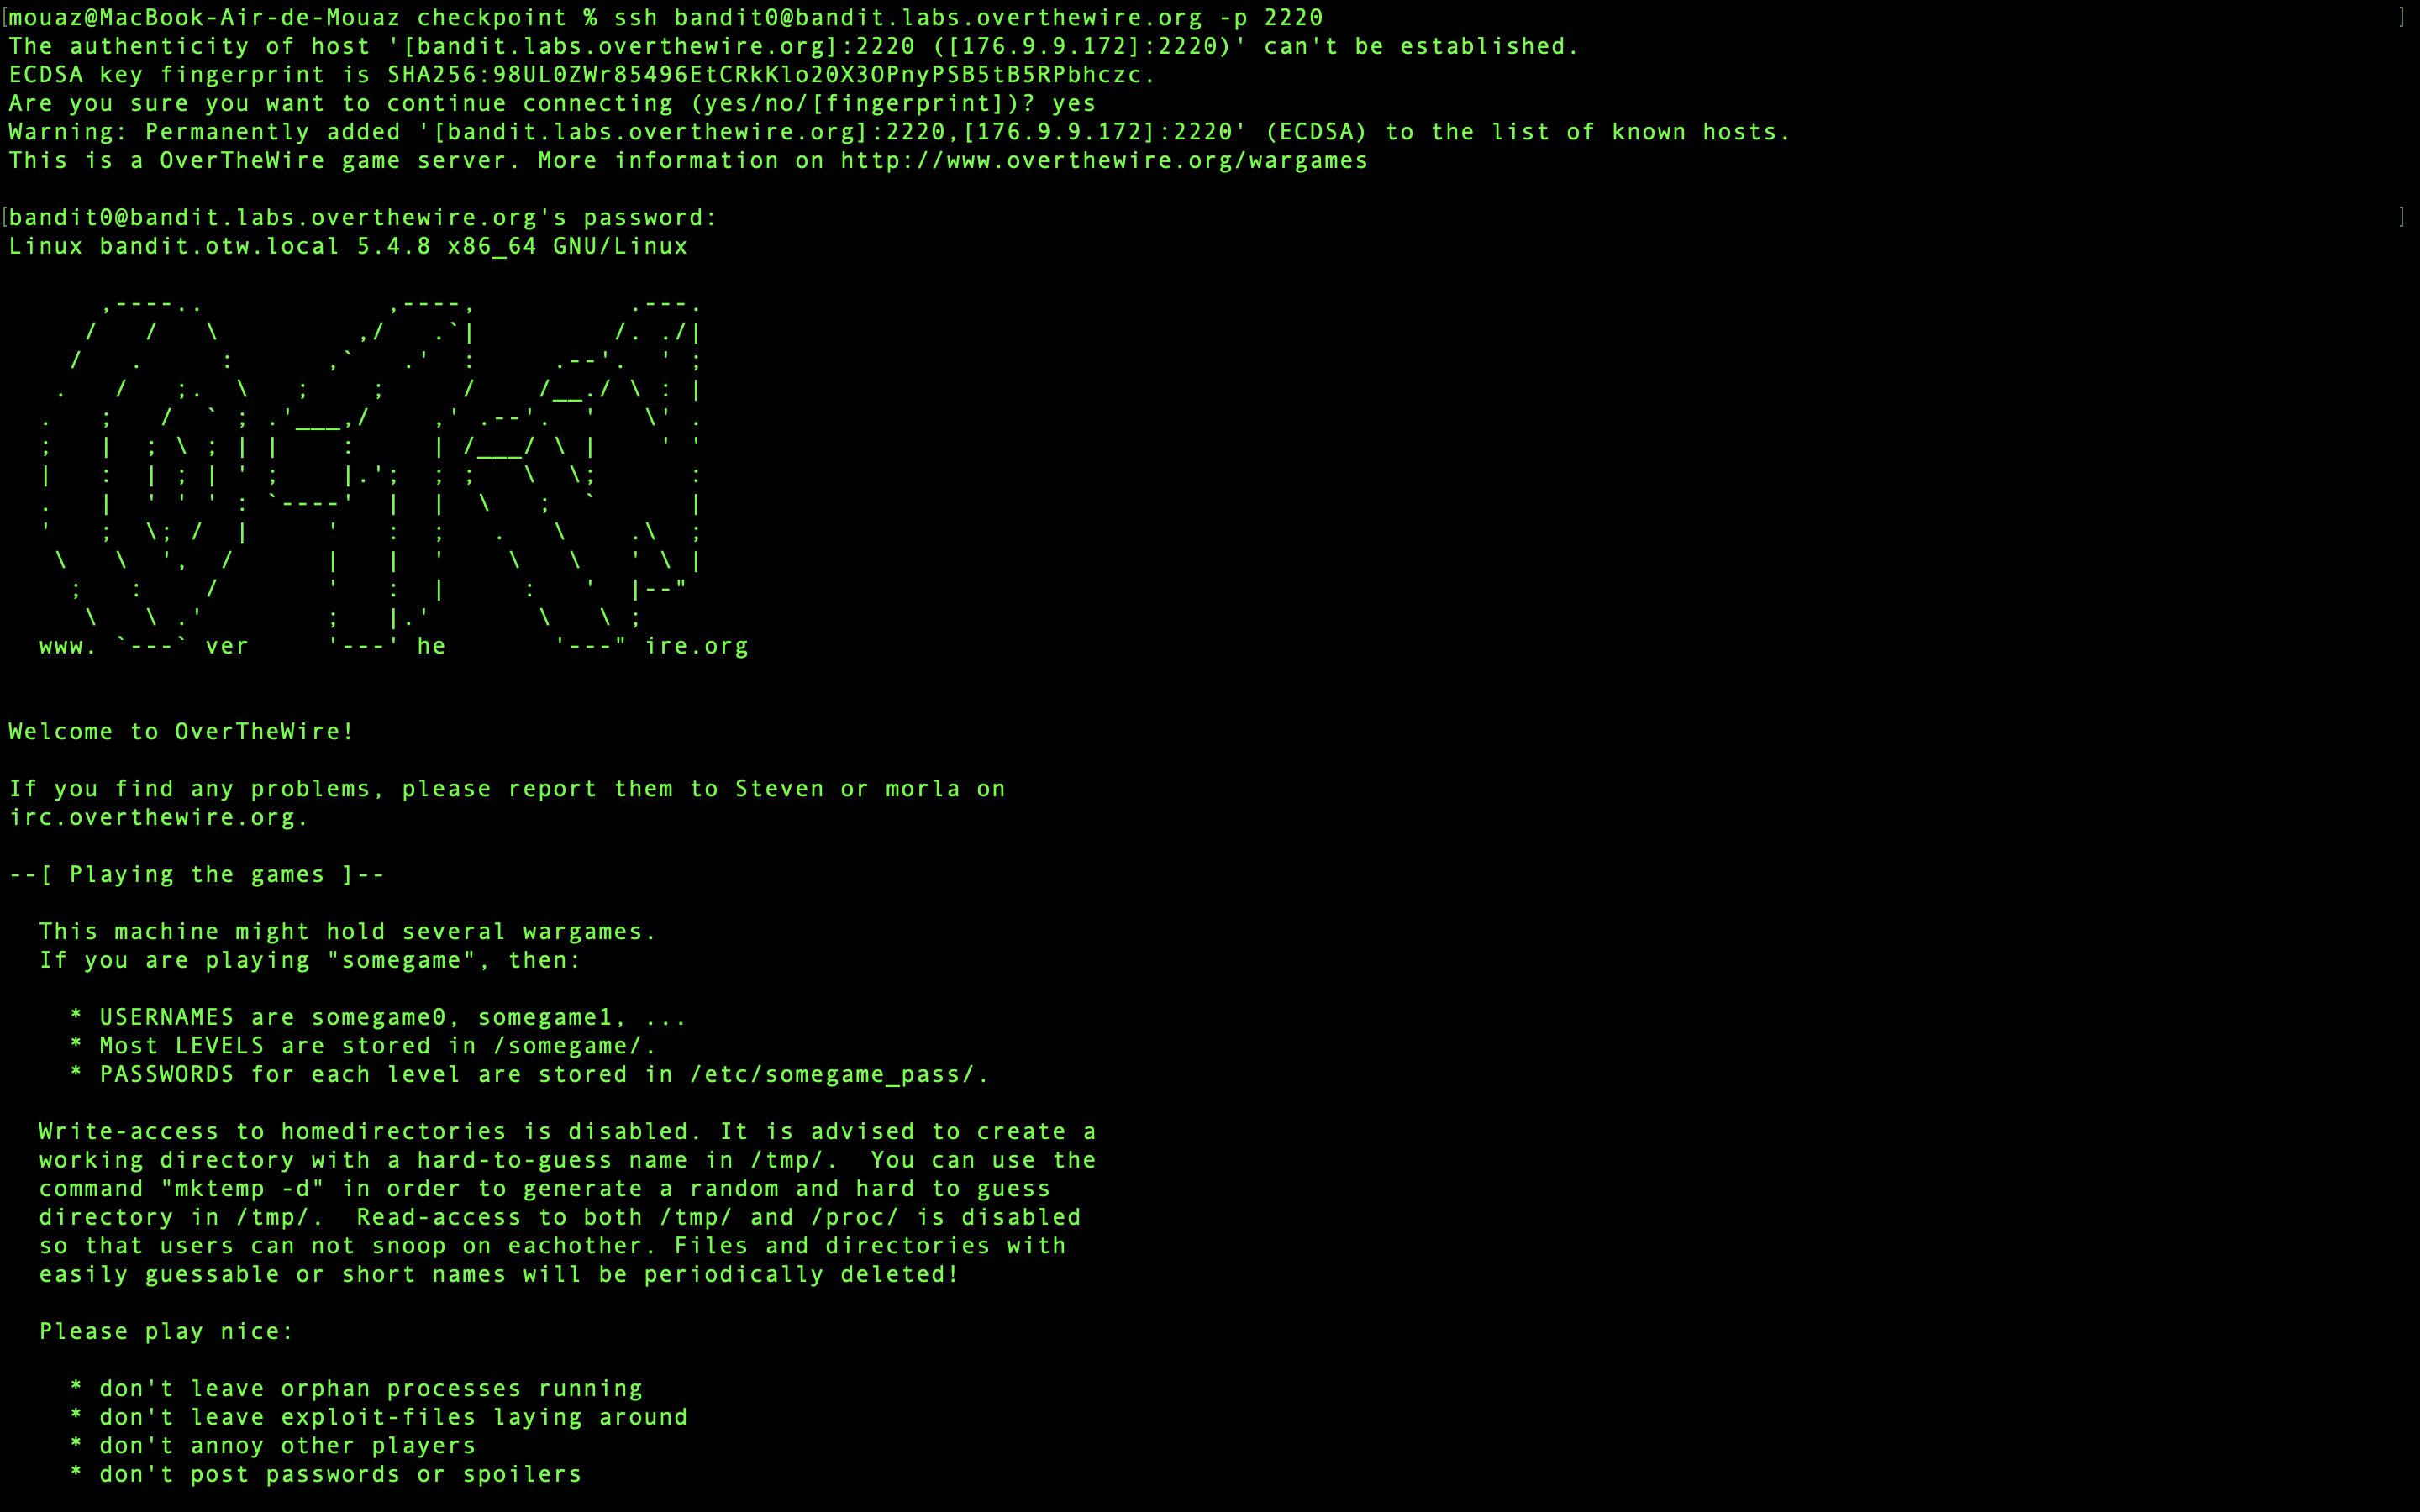 [mouaz@MacBook-Air-de-Mouaz checkpoint % ssh bandit0@bandit.labs.overthewire.org -p 2220 ]
The authenticity of host '[bandit.labs.overthewire.org]:2220 ([176.9.9.172]:2220)' can't be established.
ECDSA key fingerprint is SHA256:98UL0ZWr85496EtCRkKlo20X3OPnyPSB5tB5RPbhczc.
Are you sure you want to continue connecting (yes/no/[fingerprint])? yes
Warning: Permanently added '[bandit.labs.overthewire.org]:2220,[176.9.9.172]:2220' (ECDSA) to the list of known hosts.
This is a OverTheWire game server. More information on http://www.overthewire.org/wargames
[bandit0@bandit.labs.overthewire.org's password: ]
Linux bandit.otw.local 5.4.8 x86_64 GNU/Linux
      ,----..            ,----,          .---.
     /   /   \         ,/   .`|         /. ./|
    /   .     :      ,`   .'  :     .--'.  ' ;
   .   /   ;.  \   ;    ;     /    /__./ \ : |
  .   ;   /  ` ; .'___,/    ,' .--'.  '   \' .
  ;   |  ; \ ; | |    :     | /___/ \ |    ' '
  |   :  | ; | ' ;    |.';  ; ;   \  \;      :
  .   |  ' ' ' : `----'  |  |  \   ;  `      |
  '   ;  \; /  |     '   :  ;   .   \    .\  ;
   \   \  ',  /      |   |  '    \   \   ' \ |
    ;   :    /       '   :  |     :   '  |--"
     \   \ .'        ;   |.'       \   \ ;
  www. `---` ver     '---' he       '---" ire.org
Welcome to OverTheWire!
If you find any problems, please report them to Steven or morla on
irc.overthewire.org.
--[ Playing the games ]--
  This machine might hold several wargames.
  If you are playing "somegame", then:
    * USERNAMES are somegame0, somegame1, ...
    * Most LEVELS are stored in /somegame/.
    * PASSWORDS for each level are stored in /etc/somegame_pass/.
  Write-access to homedirectories is disabled. It is advised to create a
  working directory with a hard-to-guess name in /tmp/.  You can use the
  command "mktemp -d" in order to generate a random and hard to guess
  directory in /tmp/.  Read-access to both /tmp/ and /proc/ is disabled
  so that users can not snoop on eachother. Files and directories with
  easily guessable or short names will be periodically deleted!
  Please play nice:
    * don't leave orphan processes running
    * don't leave exploit-files laying around
    * don't annoy other players
    * don't post passwords or spoilers